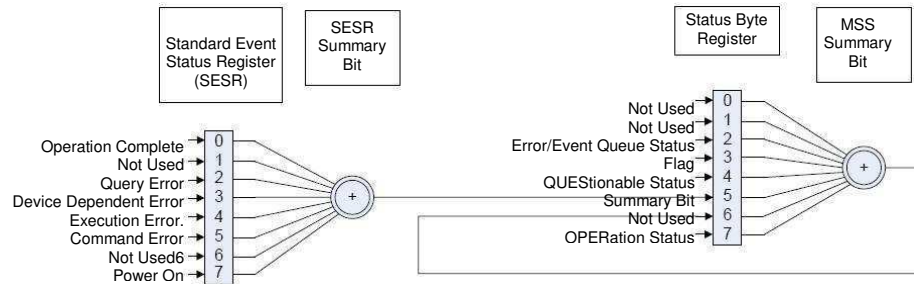 Standard Event
Status Register
(SESR)
SESR
Summary
Bit
Status Byte
Register
MSS
Summary
Bit
Operation Complete
Not Used
Query Error
Device Dependent Error
Execution Error.
Command Error
Not Used6
Power On
0
1
2
3
4
5
6
7
+
Not Used
Not Used
Error/Event Queue Status
Flag
QUEStionable Status
Summary Bit
Not Used
OPERation Status
0
1
2
3
4
5
6
7
+